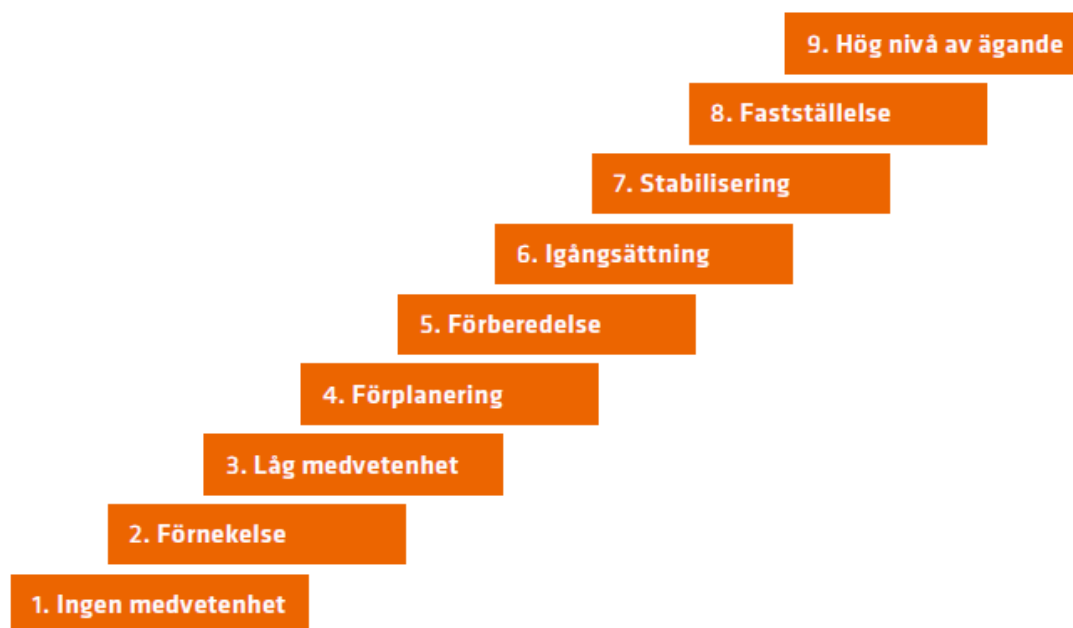 9. Hög nivå av ägande
8. Fastställelse
7. Stabilisering
6. Igångsättning
5. Förberedelse
4. Förplanering
3. Låg medvetenhet
2. Förnekelse
1. Ingen medvetenhet